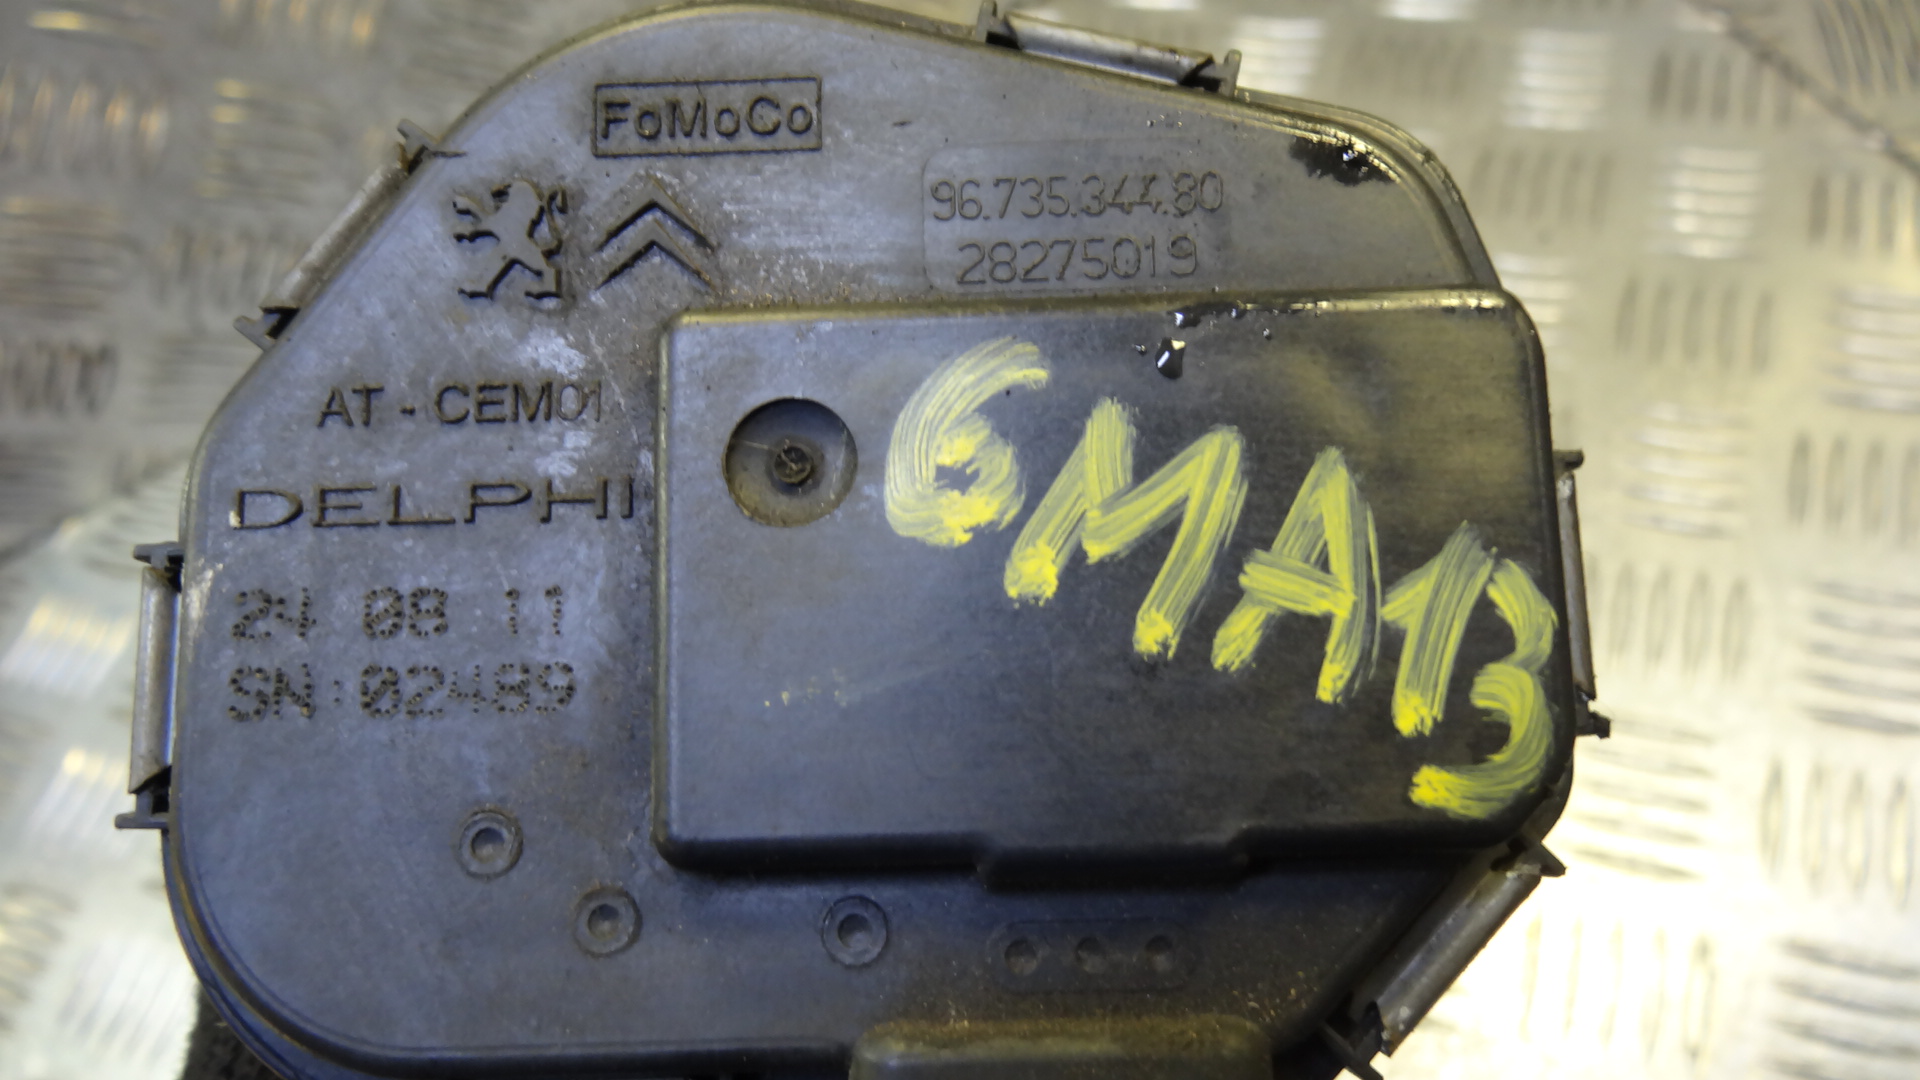 FoMoCo
96.735.344.80
28275019
AT - CEM01
DELPHI
24 08 11
SN:02489
6MA13